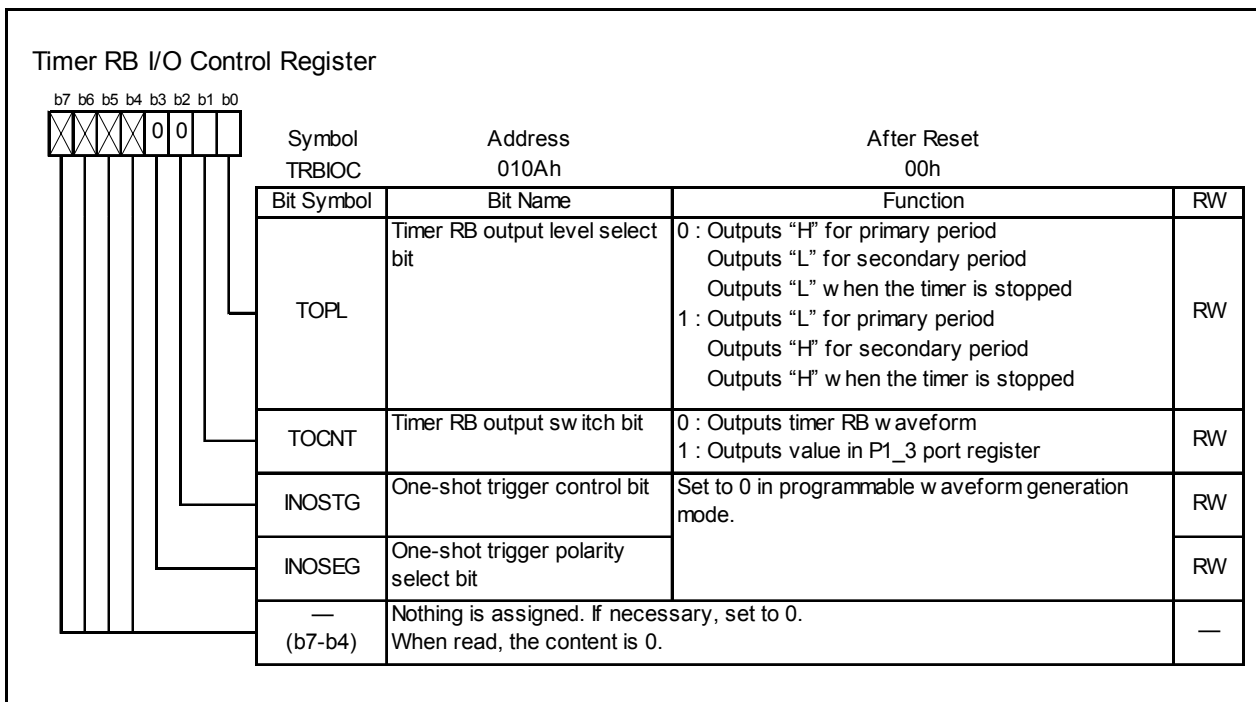 Timer RB I/O Control Register
b7 b6 b5 b4 b3 b2 b1 b0
0 0
Symbol Address After Reset
TRBIOC 010Ah 00h
Bit Symbol Bit Name Function RW
TOPL
Timer RB output level select
bit
0 : Outputs “H” for primary period
Outputs “L” for secondary period
Outputs “L” when the timer is stopped
1 : Outputs “L” for primary period
Outputs “H” for secondary period
Outputs “H” when the timer is stopped
RW
TOCNT
Timer RB output switch bit
0 : Outputs timer RB waveform
1 : Outputs value in P1_3 port register
RW
INOSTG
One-shot trigger control bit
Set to 0 in programmable waveform generation
mode.
RW
INOSEG
One-shot trigger polarity
select bit
RW
—
(b7-b4)
Nothing is assigned. If necessary, set to 0.
When read, the content is 0.
—